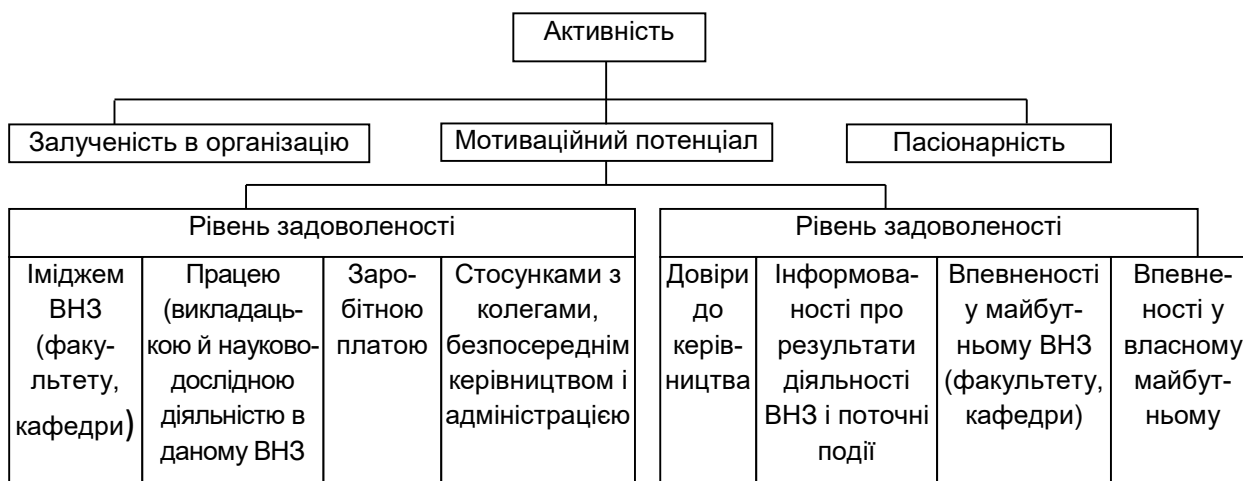 Активність
Залученість в організацію
Мотиваційний потенціал
Пасіонарність
Рівень задоволеності
Іміджем
ВНЗ
(факу-
льтету,
кафедри)
Працею
(викладаць-
кою й науково-
дослідною
діяльністю в
даному ВНЗ
Заро-
бітною
платою
Стосунками з
колегами,
безпосереднім
керівництвом і
адміністрацією
Рівень задоволеності
Довіри
до
керів-
ництва
Інформова-
ності про
результати
діяльності
ВНЗ і поточні
події
Впевненості
у майбут-
ньому ВНЗ
(факультету,
кафедри)
Впевне-
ності у
власному
майбут-
ньому